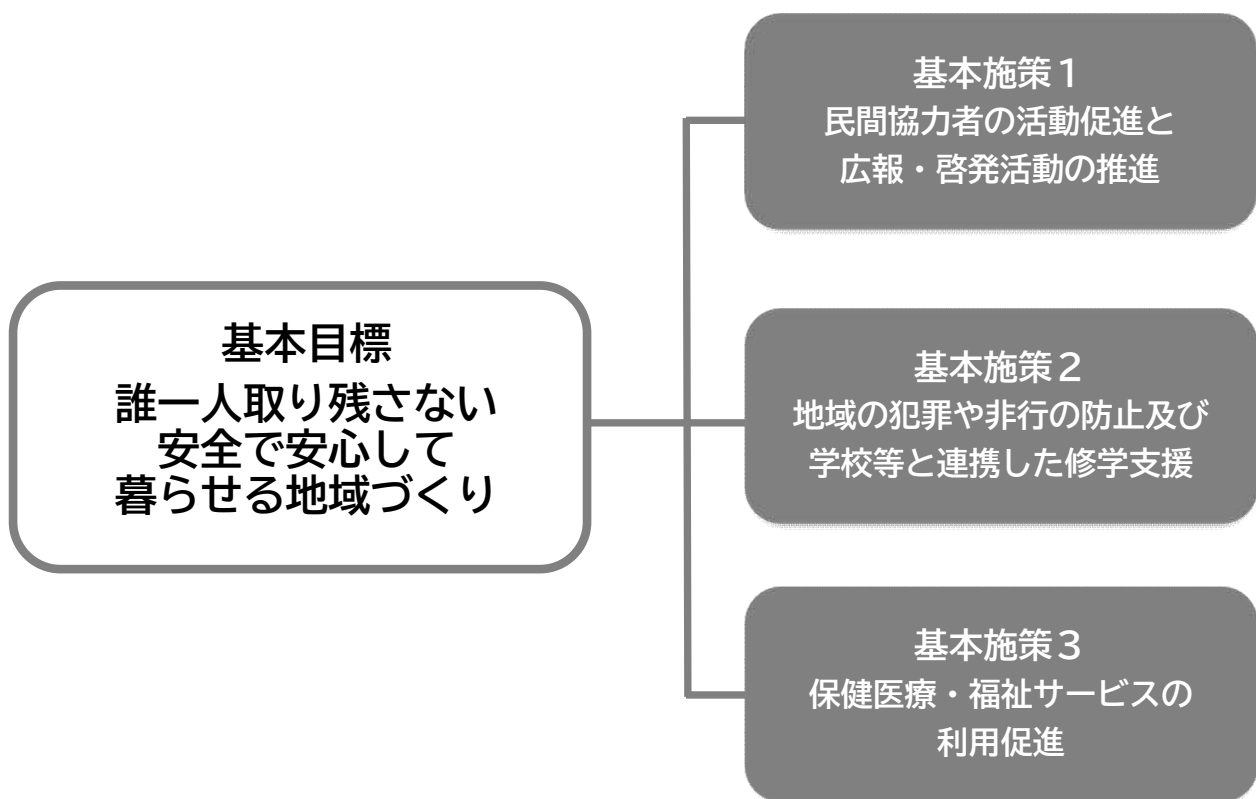 基本目標
誰一人取り残さない
安全で安心して
暮らせる地域づくり
基本施策1
民間協力者の活動促進と
広報・啓発活動の推進
基本施策2
地域の犯罪や非行の防止及び
学校等と連携した修学支援
基本施策3
保健医療・福祉サービスの
利用促進